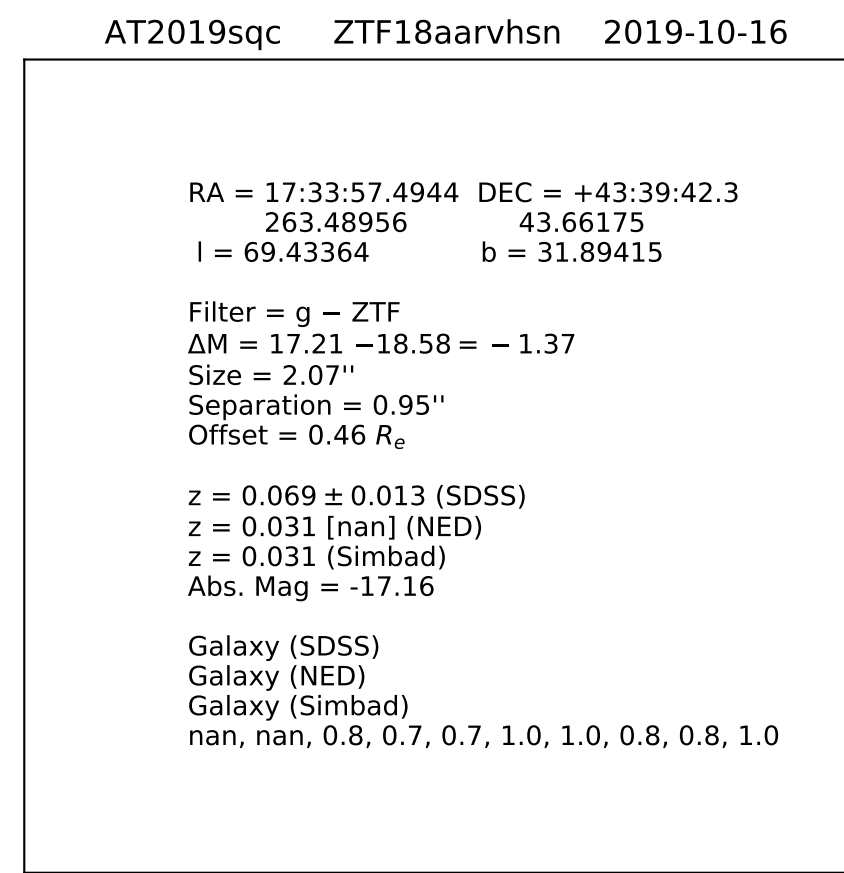 AT2019sqc ZTF18aarvhsn 2019-10-16
RA = 17:33:57.4944 DEC = +43:39:42.3
263.48956 43.66175
l = 69.43364 b = 31.89415
Filter = g − ZTF
ΔM = 17.21 −18.58 = − 1.37
Size = 2.07''
Separation = 0.95''
Offset = 0.46 Rₑ
z = 0.069 ± 0.013 (SDSS)
z = 0.031 [nan] (NED)
z = 0.031 (Simbad)
Abs. Mag = -17.16
Galaxy (SDSS)
Galaxy (NED)
Galaxy (Simbad)
nan, nan, 0.8, 0.7, 0.7, 1.0, 1.0, 0.8, 0.8, 1.0